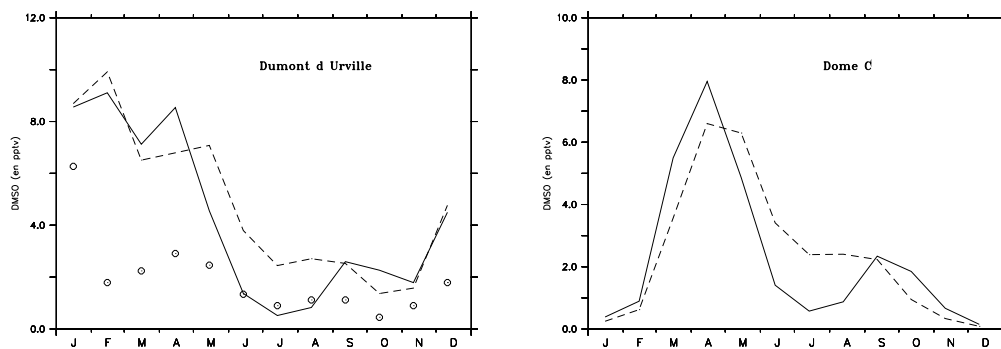 12.0
8.0
4.0
0.0
DMSO (en pptv)
Dumont d Urville
J F M A M J J A S O N D
10.0
8.0
6.0
4.0
2.0
0.0
DMSO (en pptv)
Dome C
J F M A M J J A S O N D